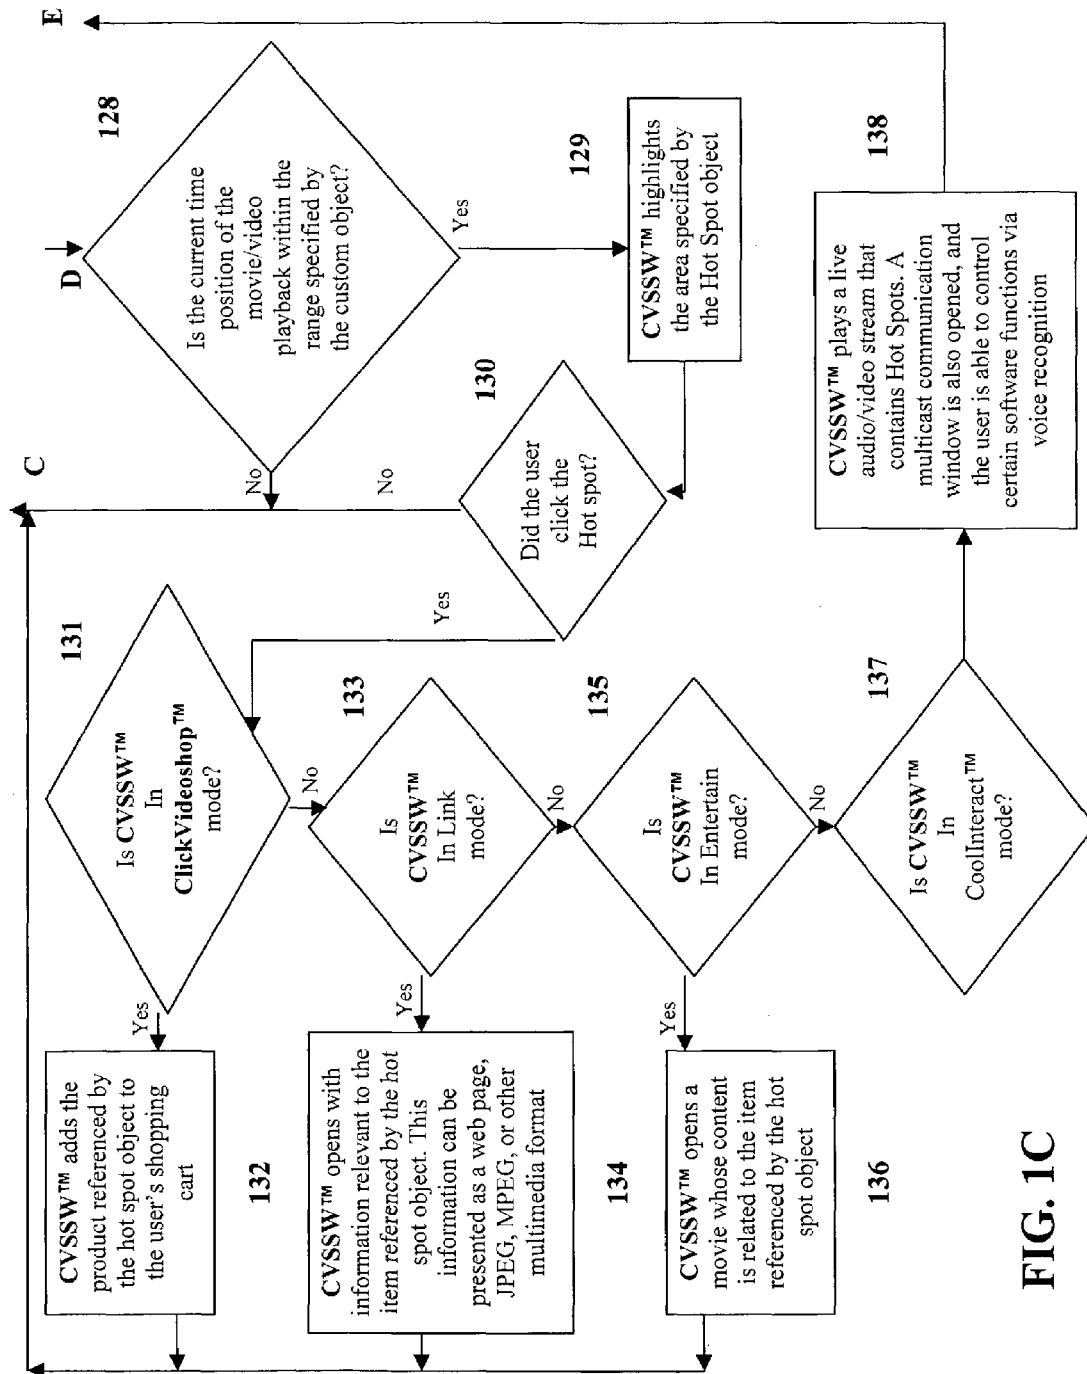 D
Is the current time
position of the
movie/video
playback within the
range specified by
the custom object?
128
E
No
Yes
C
CVSSW™ highlights
the area specified by
the Hot Spot object
129
Did the user
click the
Hot spot?
130
No
Yes
Is CVSSW™
In
ClickVideoshop™
mode?
131
Yes
No
CVSSW™ adds the
product referenced by
the hot spot object to
the user's shopping
cart
132
Is
CVSSW™
In Link
mode?
133
Yes
No
CVSSW™ opens with
information relevant to the
item referenced by the hot
spot object. This
information can be
presented as a web page,
JPEG, MPEG, or other
multimedia format
134
Is
CVSSW™
In Entertain
mode?
135
Yes
No
CVSSW™ opens a
movie whose content
is related to the item
referenced by the hot
spot object
136
Is CVSSW™
In
CoolInteract™
mode?
137
CVSSW™ plays a live
audio/video stream that
contains Hot Spots. A
multicast communication
window is also opened, and
the user is able to control
certain software functions via
voice recognition
138
FIG. 1C